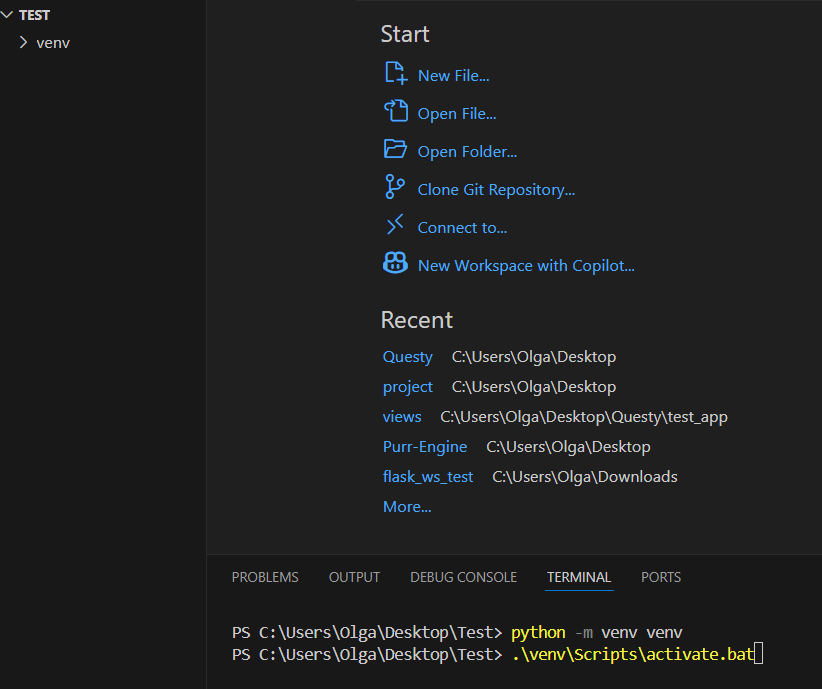 TEST
venv
Start
New File...
Open File...
Open Folder...
Clone Git Repository...
Connect to...
New Workspace with Copilot...
Recent
Questy C:\Users\Olga\Desktop
project C:\Users\Olga\Desktop
views C:\Users\Olga\Desktop\Questy\test_app
Purr-Engine C:\Users\Olga\Desktop
flask_ws_test C:\Users\Olga\Downloads
More...
PROBLEMS OUTPUT DEBUG CONSOLE TERMINAL PORTS
PS C:\Users\Olga\Desktop\Test> python -m venv venv
PS C:\Users\Olga\Desktop\Test> .\venv\Scripts\activate.bat